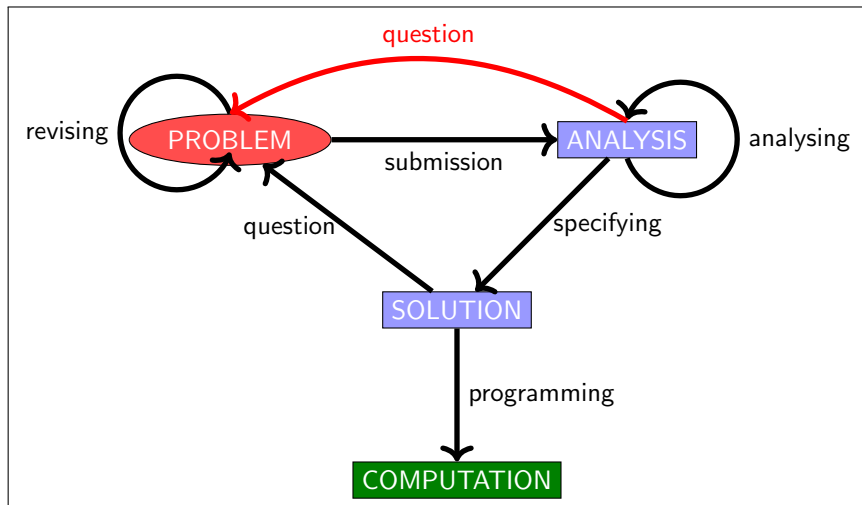 question
revising
PROBLEM
submission
ANALYSIS
analysing
question
specifying
SOLUTION
programming
COMPUTATION